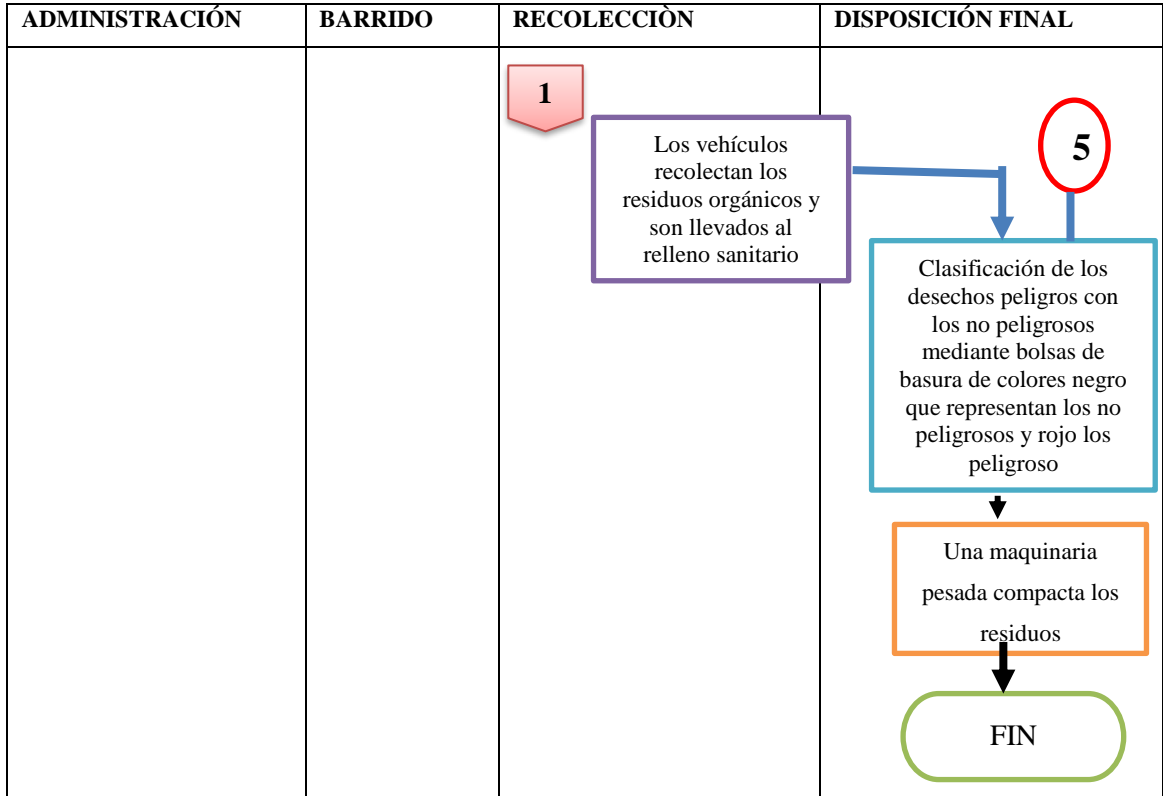 ADMINISTRACIÓN
BARRIDO
RECOLECCIÒN
DISPOSICIÓN FINAL
1
Los vehículos
recolectan los
residuos orgánicos y
son llevados al
relleno sanitario
5
Clasificación de los
desechos peligros con
los no peligrosos
mediante bolsas de
basura de colores negro
que representan los no
peligrosos y rojo los
peligroso
Una maquinaria
pesada compacta los
residuos
FIN